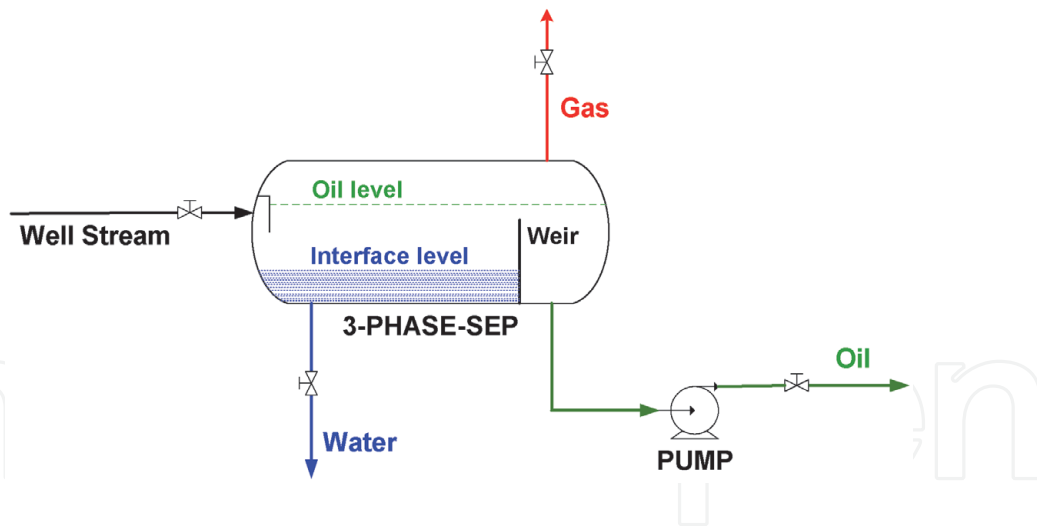 Gas
Oil level
Well Stream
Weir
Interface level
3-PHASE-SEP
Oil
Water
PUMP